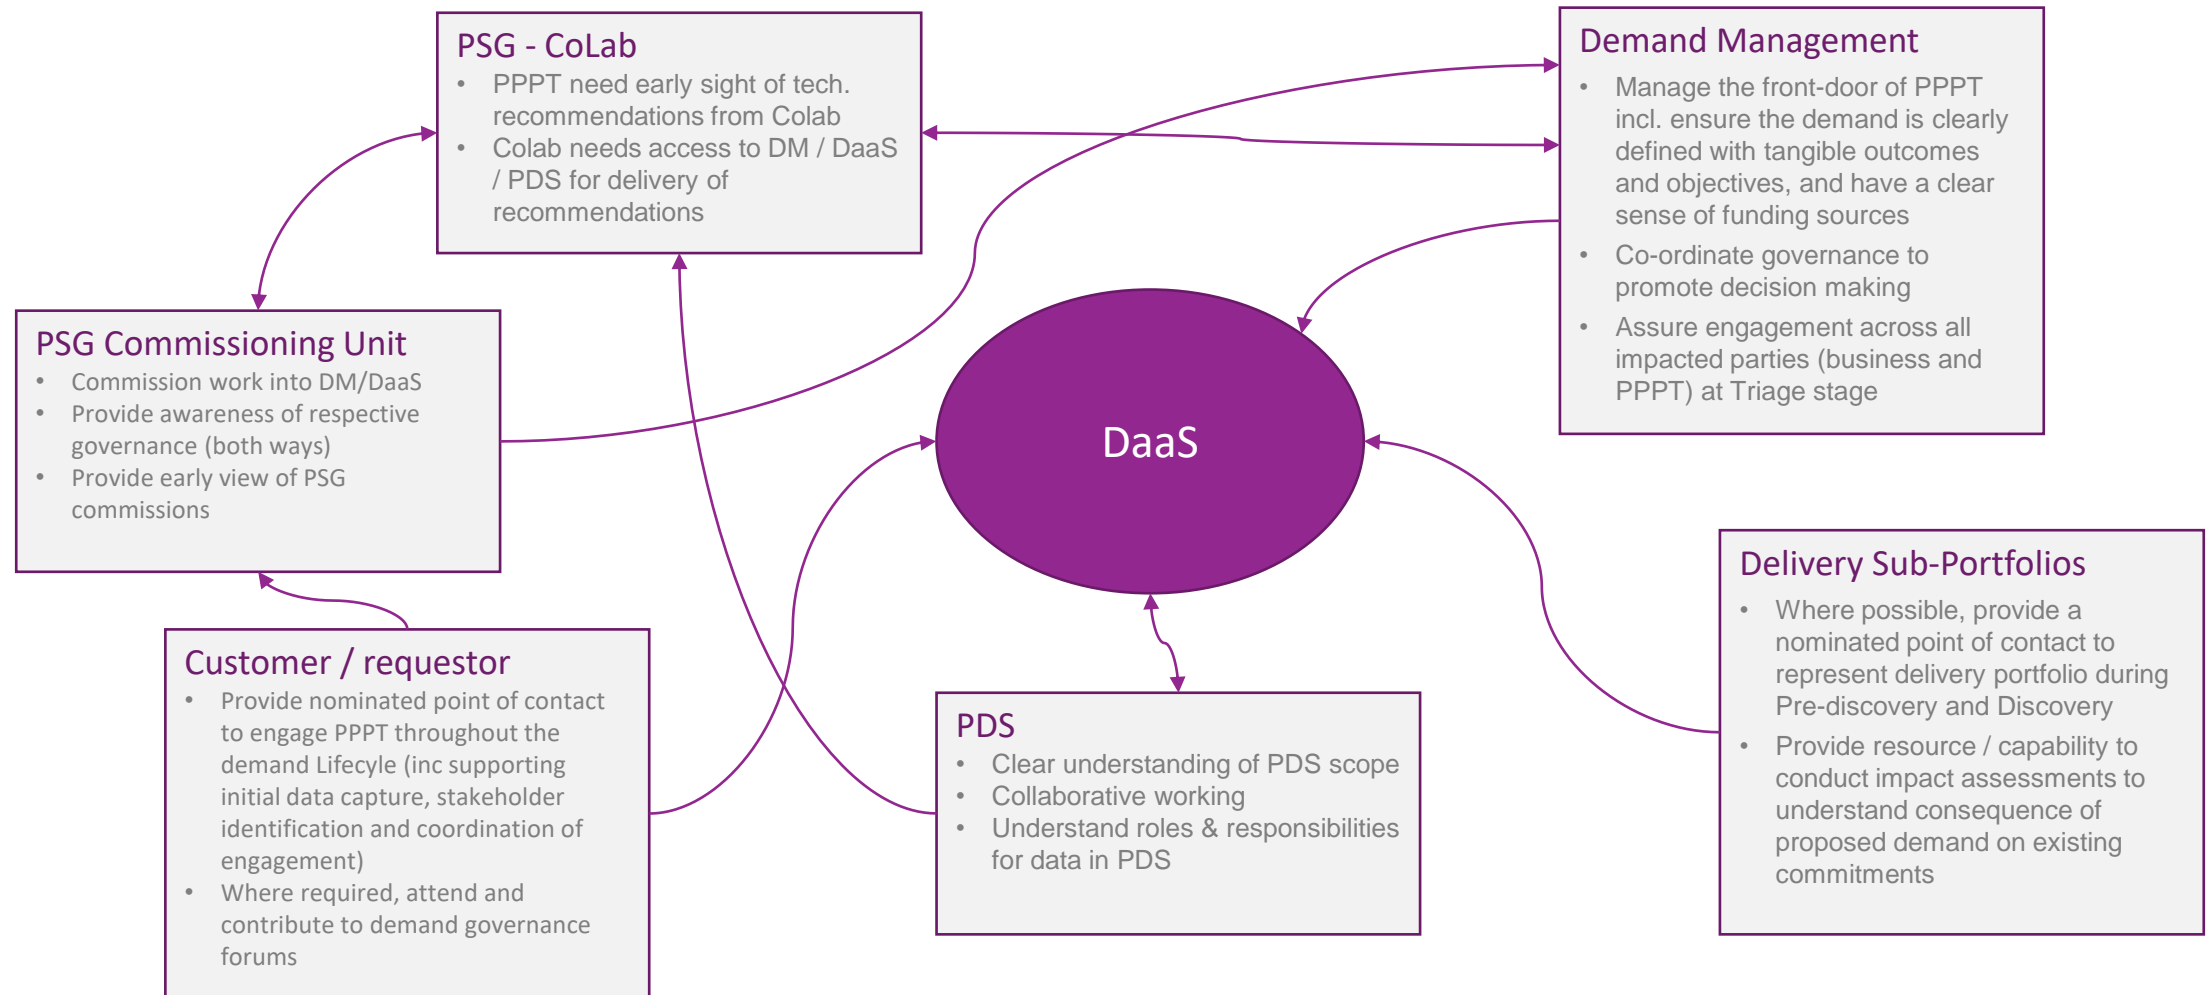 PSG - CoLab
• PPPT need early sight of tech.
recommendations from Colab
• Colab needs access to DM / DaaS
/ PDS for delivery of
recommendations
Demand Management
• Manage the front-door of PPPT
incl. ensure the demand is clearly
defined with tangible outcomes
and objectives, and have a clear
sense of funding sources
• Co-ordinate governance to
promote decision making
• Assure engagement across all
impacted parties (business and
PPPT) at Triage stage
PSG Commissioning Unit
• Commission work into DM/DaaS
• Provide awareness of respective
governance (both ways)
• Provide early view of PSG
commissions
DaaS
Customer / requestor
• Provide nominated point of contact
to engage PPPT throughout the
demand Lifecyle (inc supporting
initial data capture, stakeholder
identification and coordination of
engagement)
• Where required, attend and
contribute to demand governance
forums
PDS
• Clear understanding of PDS scope
• Collaborative working
• Understand roles & responsibilities
for data in PDS
Delivery Sub-Portfolios
• Where possible, provide a
nominated point of contact to
represent delivery portfolio during
Pre-discovery and Discovery
• Provide resource / capability to
conduct impact assessments to
understand consequence of
proposed demand on existing
commitments